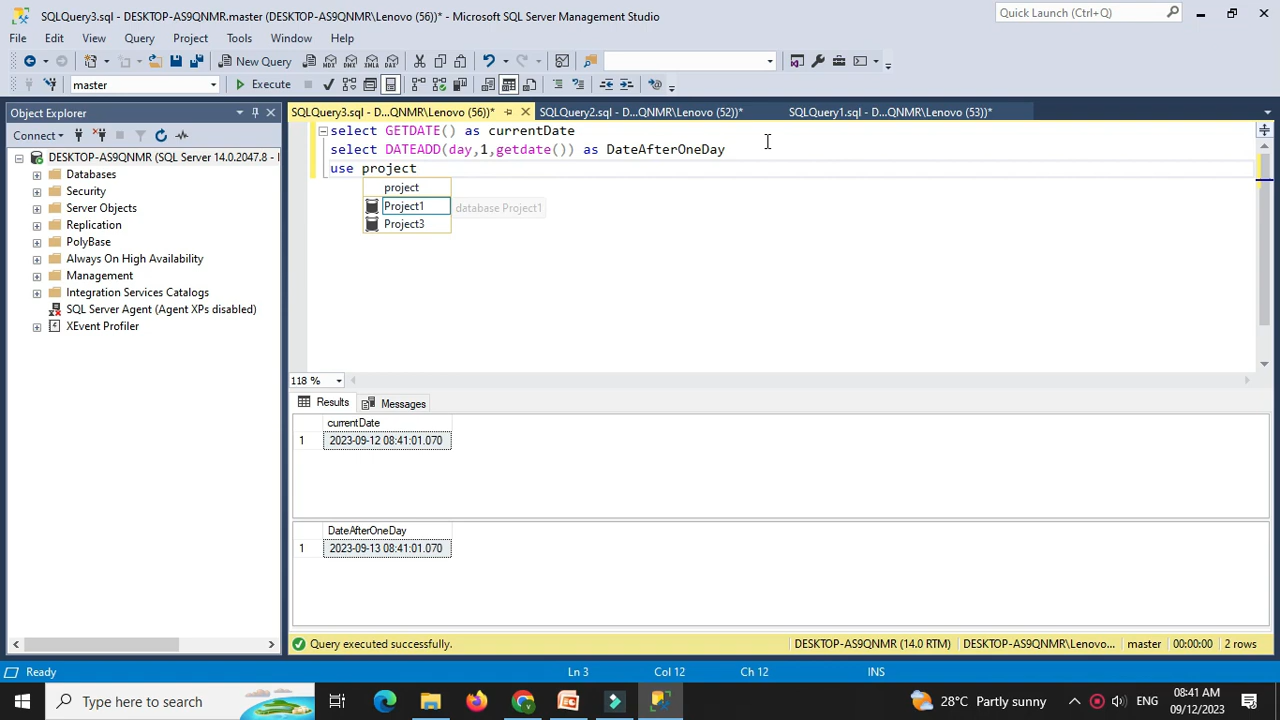 SQLQuery3.sql - DESKTOP-AS9QNMR.master (DESKTOP-AS9QNMR\Lenovo (56))* - Microsoft SQL Server Management Studio
Quick Launch (Ctrl+Q)
File Edit View Query Project Tools Window Help
New Query
master
Execute
Object Explorer
SQLQuery3.sql - D...QNMR\Lenovo (56))*
SQLQuery2.sql - D...QNMR\Lenovo (52))*
SQLQuery1.sql - D...QNMR\Lenovo (53))*
Connect
DESKTOP-AS9QNMR (SQL Server 14.0.2047.8 -
Databases
Security
Server Objects
Replication
PolyBase
Always On High Availability
Management
Integration Services Catalogs
SQL Server Agent (Agent XPs disabled)
XEvent Profiler
select GETDATE() as currentDate
select DATEADD(day,1,getdate()) as DateAfterOneDay
use project
project
Project1
database Project1
Project3
118 %
Results
Messages
currentDate
1 2023-09-12 08:41:01.070
DateAfterOneDay
1 2023-09-13 08:41:01.070
Query executed successfully.
DESKTOP-AS9QNMR (14.0 RTM)
DESKTOP-AS9QNMR\Lenovo...
master
00:00:00
2 rows
Ready
Ln 3
Col 12
Ch 12
INS
Type here to search
28°C Partly sunny
ENG
08:41 AM
09/12/2023